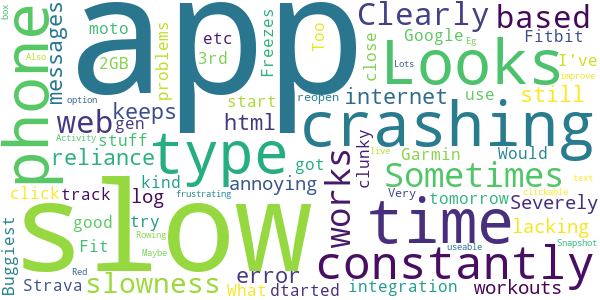 box
moto
app
Clearly
based
etc
2GB
3rd
problems
Freezes
Too
close
Google
Eg
Fitbit
Also
messages
phone
Looks
Lots
I've
improve
option
start
reopen
internet
use
still
keeps
web
gen
html
crashing
Activity
stuff
type
reliance
got
works
clunky
live
Garmin
Would
text
click
track
kind
annoying
Sometimes
clickable
log
frustrating
slow
time
Very
tomorrow
Severely
Buggiest
good
try
Rowing
lacking
Fit
error
constantly
useable
Snapshot
Maybe
Red
Strava
slowness
What
dtarted
integration
workouts